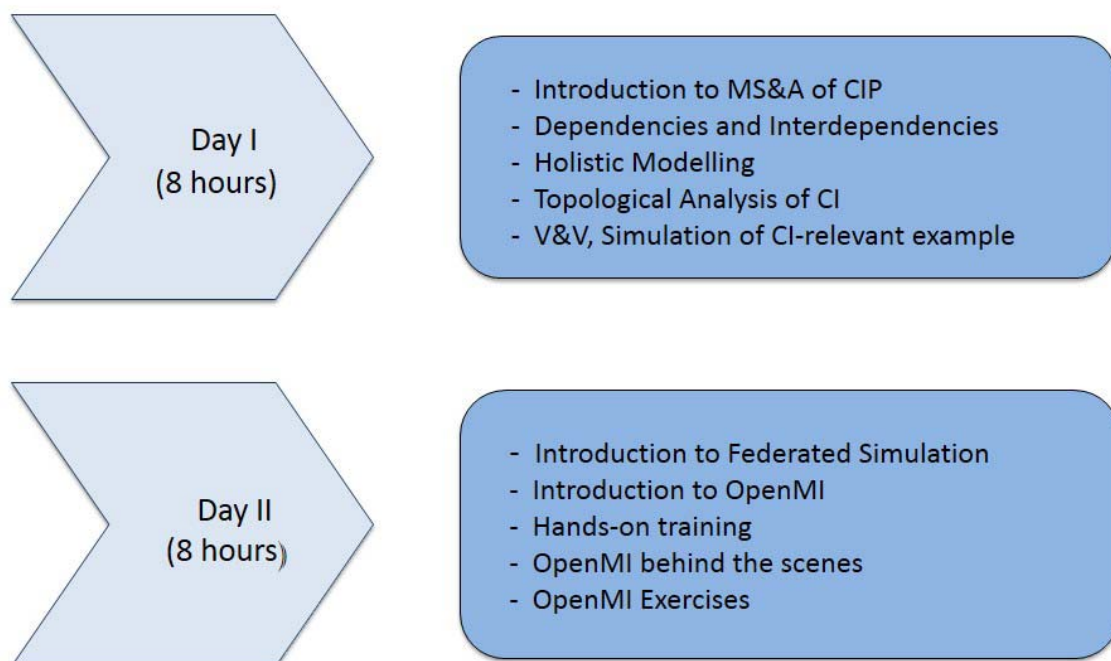 Day I
(8 hours)
- Introduction to MS&A of CIP
- Dependencies and Interdependencies
- Holistic Modelling
- Topological Analysis of CI
- V&V, Simulation of CI-relevant example
Day II
(8 hours)
- Introduction to Federated Simulation
- Introduction to OpenMI
- Hands-on training
- OpenMI behind the scenes
- OpenMI Exercises